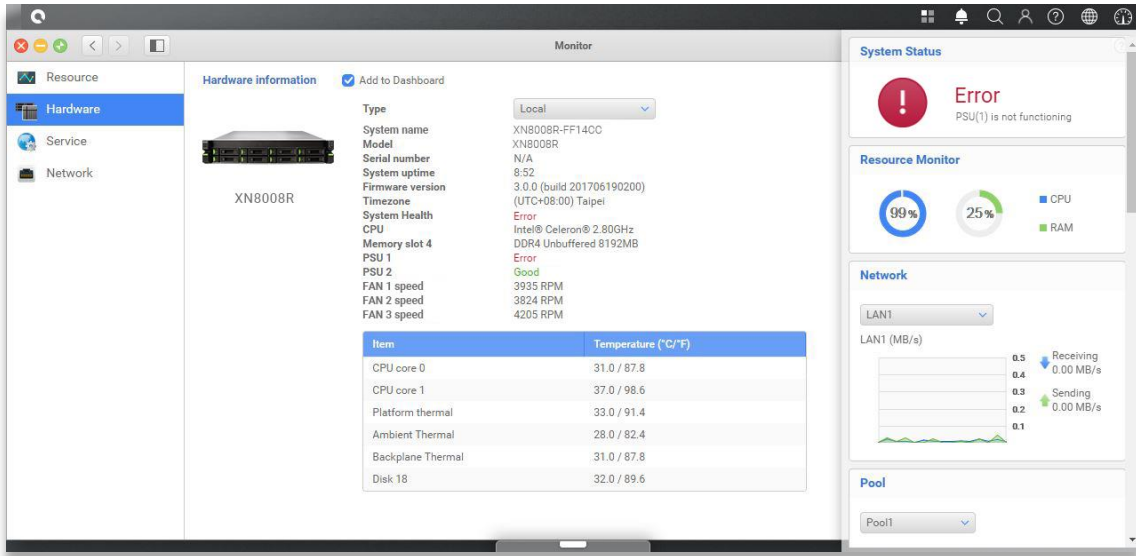 Monitor
Resource
Hardware
Service
Network
Hardware information
Add to Dashboard
Type Local
System name XN8008R-FF14CC
Model XN8008R
Serial number N/A
System uptime 8:52
Firmware version 3.0.0 (build 201706190200)
Timezone (UTC+08:00) Taipei
System Health Error
CPU Intel® Celeron® 2.80GHz
Memory slot 4 DDR4 Unbuffered 8192MB
PSU 1 Error
PSU 2 Good
FAN 1 speed 3935 RPM
FAN 2 speed 3824 RPM
FAN 3 speed 4205 RPM
XN8008R
Item Temperature (°C/°F)
CPU core 0 31.0 / 87.8
CPU core 1 37.0 / 98.6
Platform thermal 33.0 / 91.4
Ambient Thermal 28.0 / 82.4
Backplane Thermal 31.0 / 87.8
Disk 18 32.0 / 89.6
System Status
Error
PSU(1) is not functioning
Resource Monitor
99% 25%
CPU
RAM
Network
LAN1
LAN1 (MB/s)
0.5
0.4
0.3
0.2
0.1
Receiving
0.00 MB/s
Sending
0.00 MB/s
Pool
Pool1